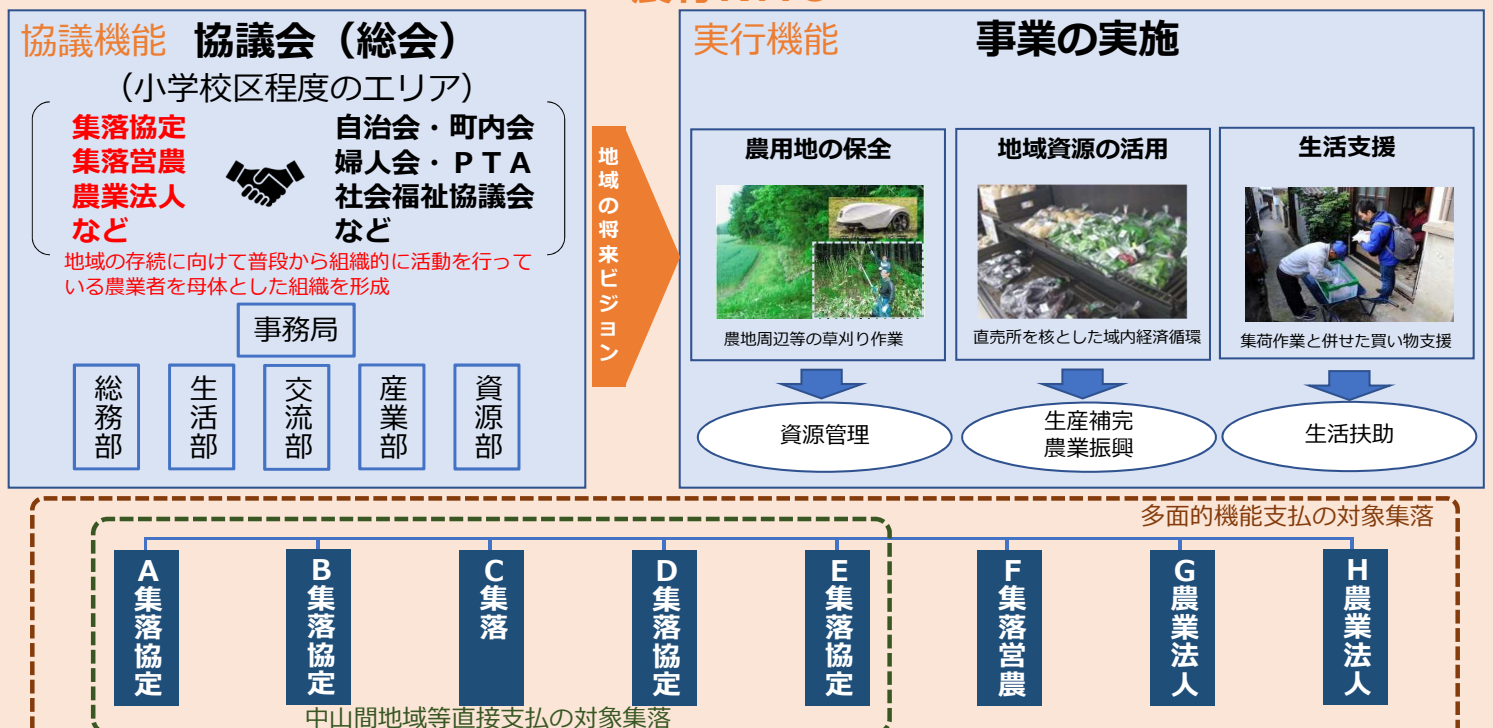 協議機能 協議会（総会）
（小学校区程度のエリア）
集落協定
集落営農
農業法人
など
自治会・町内会
婦人会・ＰＴＡ
社会福祉協議会
など
地域の存続に向けて普段から組織的に活動を行って
いる農業者を母体とした組織を形成
事務局
総務部
生活部
交流部
産業部
資源部
地域の将来ビジョン
実行機能 事業の実施
農用地の保全
農地周辺等の草刈り作業
資源管理
地域資源の活用
直売所を核とした域内経済循環
生産補完
農業振興
生活支援
集荷作業と併せた買い物支援
生活扶助
多面的機能支払の対象集落
A集落協定
B集落協定
C集落
D集落協定
E集落協定
F集落営農
G農業法人
H農業法人
中山間地域等直接支払の対象集落